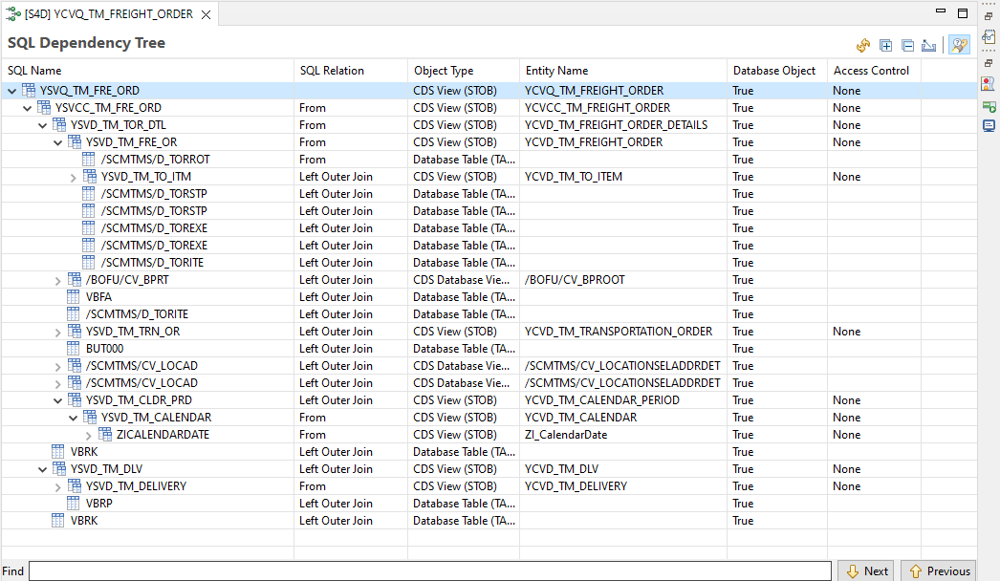 [S4D] YCVQ_TM_FREIGHT_ORDER
SQL Dependency Tree
SQL Name SQL Relation Object Type Entity Name Database Object Access Control
YSVQ_TM_FRE_ORD CDS View (STOB) YCVQ_TM_FREIGHT_ORDER True None
YSVCC_TM_FRE_ORD From CDS View (STOB) YCVCC_TM_FREIGHT_ORDER True None
YSVD_TM_TOR_DTL From CDS View (STOB) YCVD_TM_FREIGHT_ORDER_DETAILS True None
YSVD_TM_FRE_OR From CDS View (STOB) YCVD_TM_FREIGHT_ORDER True None
/SCMTMS/D_TORROT From Database Table (TA... True
YSVD_TM_TO_ITM Left Outer Join CDS View (STOB) YCVD_TM_TO_ITEM True None
/SCMTMS/D_TORSTP Left Outer Join Database Table (TA... True
/SCMTMS/D_TORSTP Left Outer Join Database Table (TA... True
/SCMTMS/D_TOREXE Left Outer Join Database Table (TA... True
/SCMTMS/D_TOREXE Left Outer Join Database Table (TA... True
/SCMTMS/D_TORITE Left Outer Join Database Table (TA... True
/BOFU/CV_BPRT Left Outer Join CDS Database Vie... /BOFU/CV_BPROOT True
VBFA Left Outer Join Database Table (TA... True
/SCMTMS/D_TORITE Left Outer Join Database Table (TA... True
YSVD_TM_TRN_OR Left Outer Join CDS View (STOB) YCVD_TM_TRANSPORTATION_ORDER True None
BUT000 Left Outer Join Database Table (TA... True
/SCMTMS/CV_LOCAD Left Outer Join CDS Database Vie... /SCMTMS/CV_LOCATIONSELADDRDET True
/SCMTMS/CV_LOCAD Left Outer Join CDS Database Vie... /SCMTMS/CV_LOCATIONSELADDRDET True
YSVD_TM_CLDR_PRD Left Outer Join CDS View (STOB) YCVD_TM_CALENDAR_PERIOD True None
YSVD_TM_CALENDAR From CDS View (STOB) YCVD_TM_CALENDAR True None
ZICALENDARDATE From CDS View (STOB) ZI_CalendarDate True None
VBRK Left Outer Join Database Table (TA... True
YSVD_TM_DLV Left Outer Join CDS View (STOB) YCVD_TM_DLV True None
YSVD_TM_DELIVERY From CDS View (STOB) YCVD_TM_DELIVERY True None
VBRP Left Outer Join Database Table (TA... True
VBRK Left Outer Join Database Table (TA... True
Find Next Previous